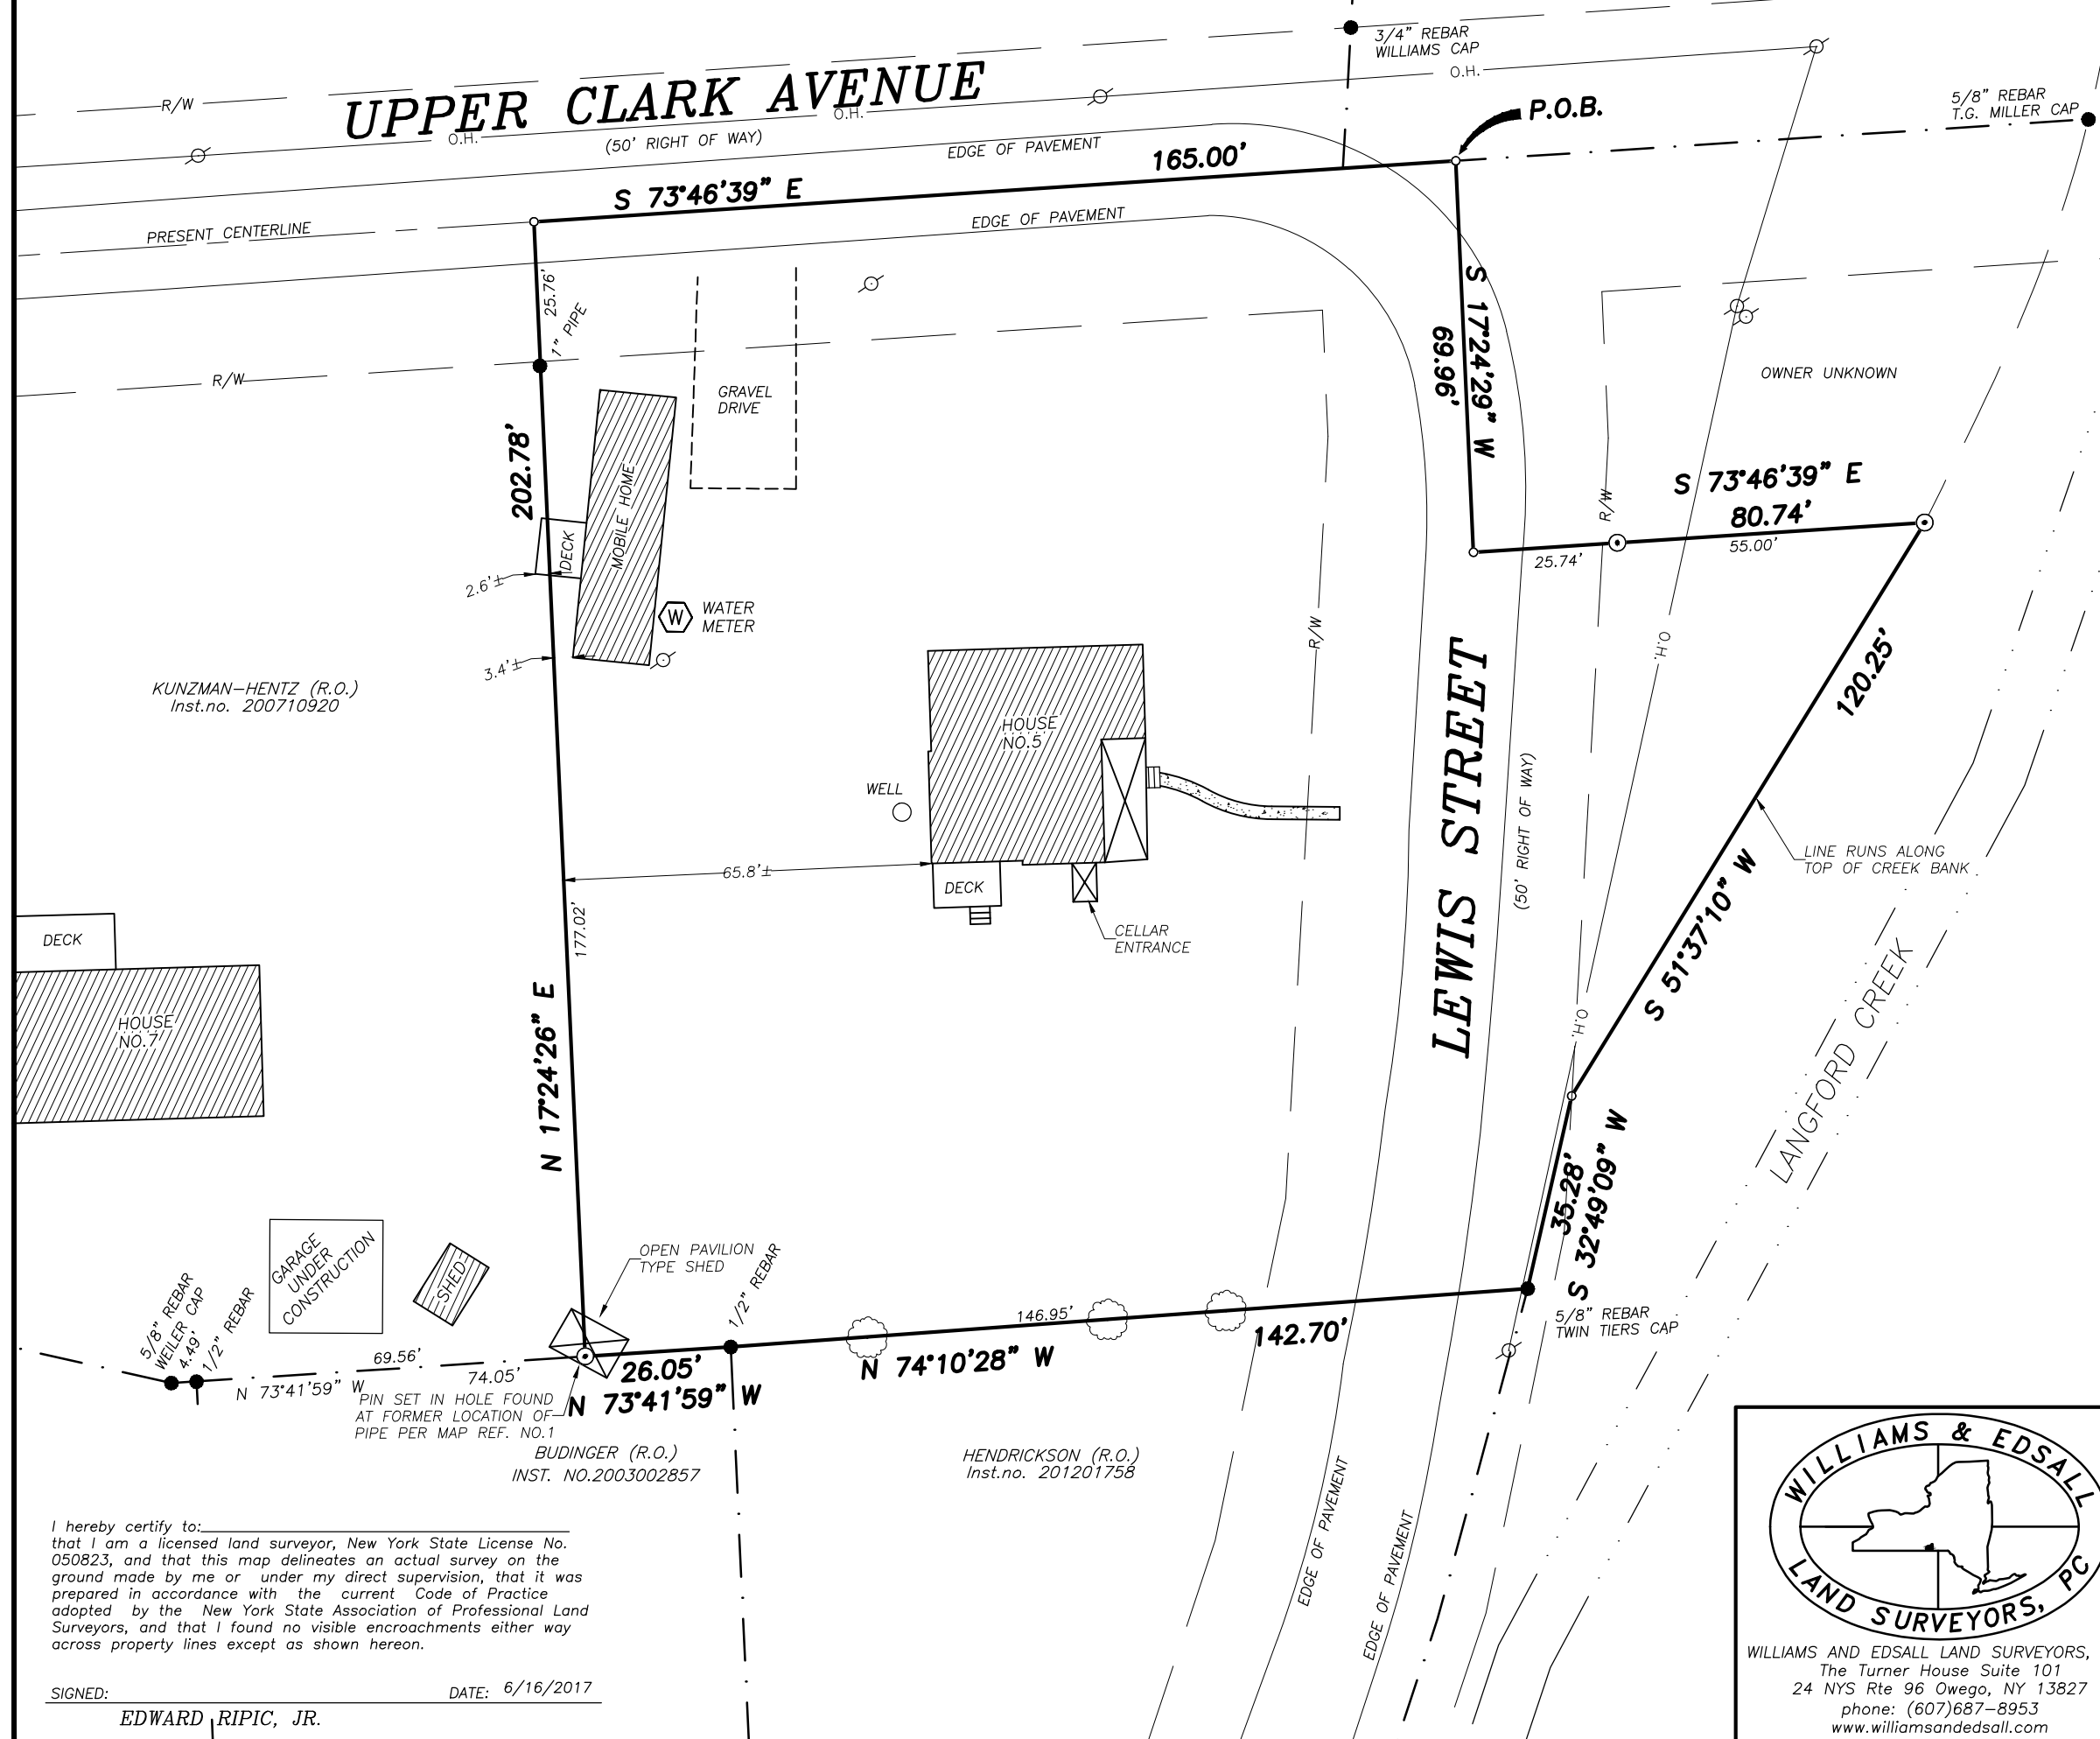 3/4" REBAR
WILLIAMS CAP
R/W
UPPER CLARK AVENUE
O.H.
O.H.
O.H.
(50' RIGHT OF WAY)
EDGE OF PAVEMENT
P.O.B.
5/8" REBAR
T.G. MILLER CAP
165.00'
S 73°46'39" E
PRESENT CENTERLINE
EDGE OF PAVEMENT
25.76'
1" PIPE
R/W
GRAVEL
DRIVE
S 17°24'29" W
69.96'
OWNER UNKNOWN
202.78'
MOBILE HOME
DECK
2.6'±
3.4'±
W
WATER
METER
R/W
S 73°46'39" E
80.74'
25.74'
55.00'
R/W
O.H.
120.25'
KUNZMAN-HENTZ (R.O.)
Inst.no. 200710920
HOUSE
NO.5
WELL
65.8'±
DECK
CELLAR
ENTRANCE
LEWIS STREET
(50' RIGHT OF WAY)
LINE RUNS ALONG
TOP OF CREEK BANK
S 51°37'10" W
177.02'
N 17°24'26" E
DECK
HOUSE
NO.7
O.H.
LANGFORD CREEK
35.28'
S 32°49'09" W
GARAGE
UNDER
CONSTRUCTION
SHED
OPEN PAVILION
TYPE SHED
1/2" REBAR
5/8" REBAR
WEILER CAP
4.49'
1/2" REBAR
69.56'
N 73°41'59" W
74.05'
26.05'
N 73°41'59" W
146.95'
142.70'
N 74°10'28" W
5/8" REBAR
TWIN TIERS CAP
PIN SET IN HOLE FOUND
AT FORMER LOCATION OF
PIPE PER MAP REF. NO.1
BUDINGER (R.O.)
INST. NO.2003002857
HENDRICKSON (R.O.)
Inst.no. 201201758
EDGE OF PAVEMENT
EDGE OF PAVEMENT
I hereby certify to:
that I am a licensed land surveyor, New York State License No.
050823, and that this map delineates an actual survey on the
ground made by me or under my direct supervision, that it was
prepared in accordance with the current Code of Practice
adopted by the New York State Association of Professional Land
Surveyors, and that I found no visible encroachments either way
across property lines except as shown hereon.
SIGNED:
DATE: 6/16/2017
EDWARD RIPIC, JR.
WILLIAMS & EDSALL
LAND SURVEYORS, PC
WILLIAMS AND EDSALL LAND SURVEYORS,
The Turner House Suite 101
24 NYS Rte 96 Owego, NY 13827
phone: (607)687-8953
www.williamsandedsall.com